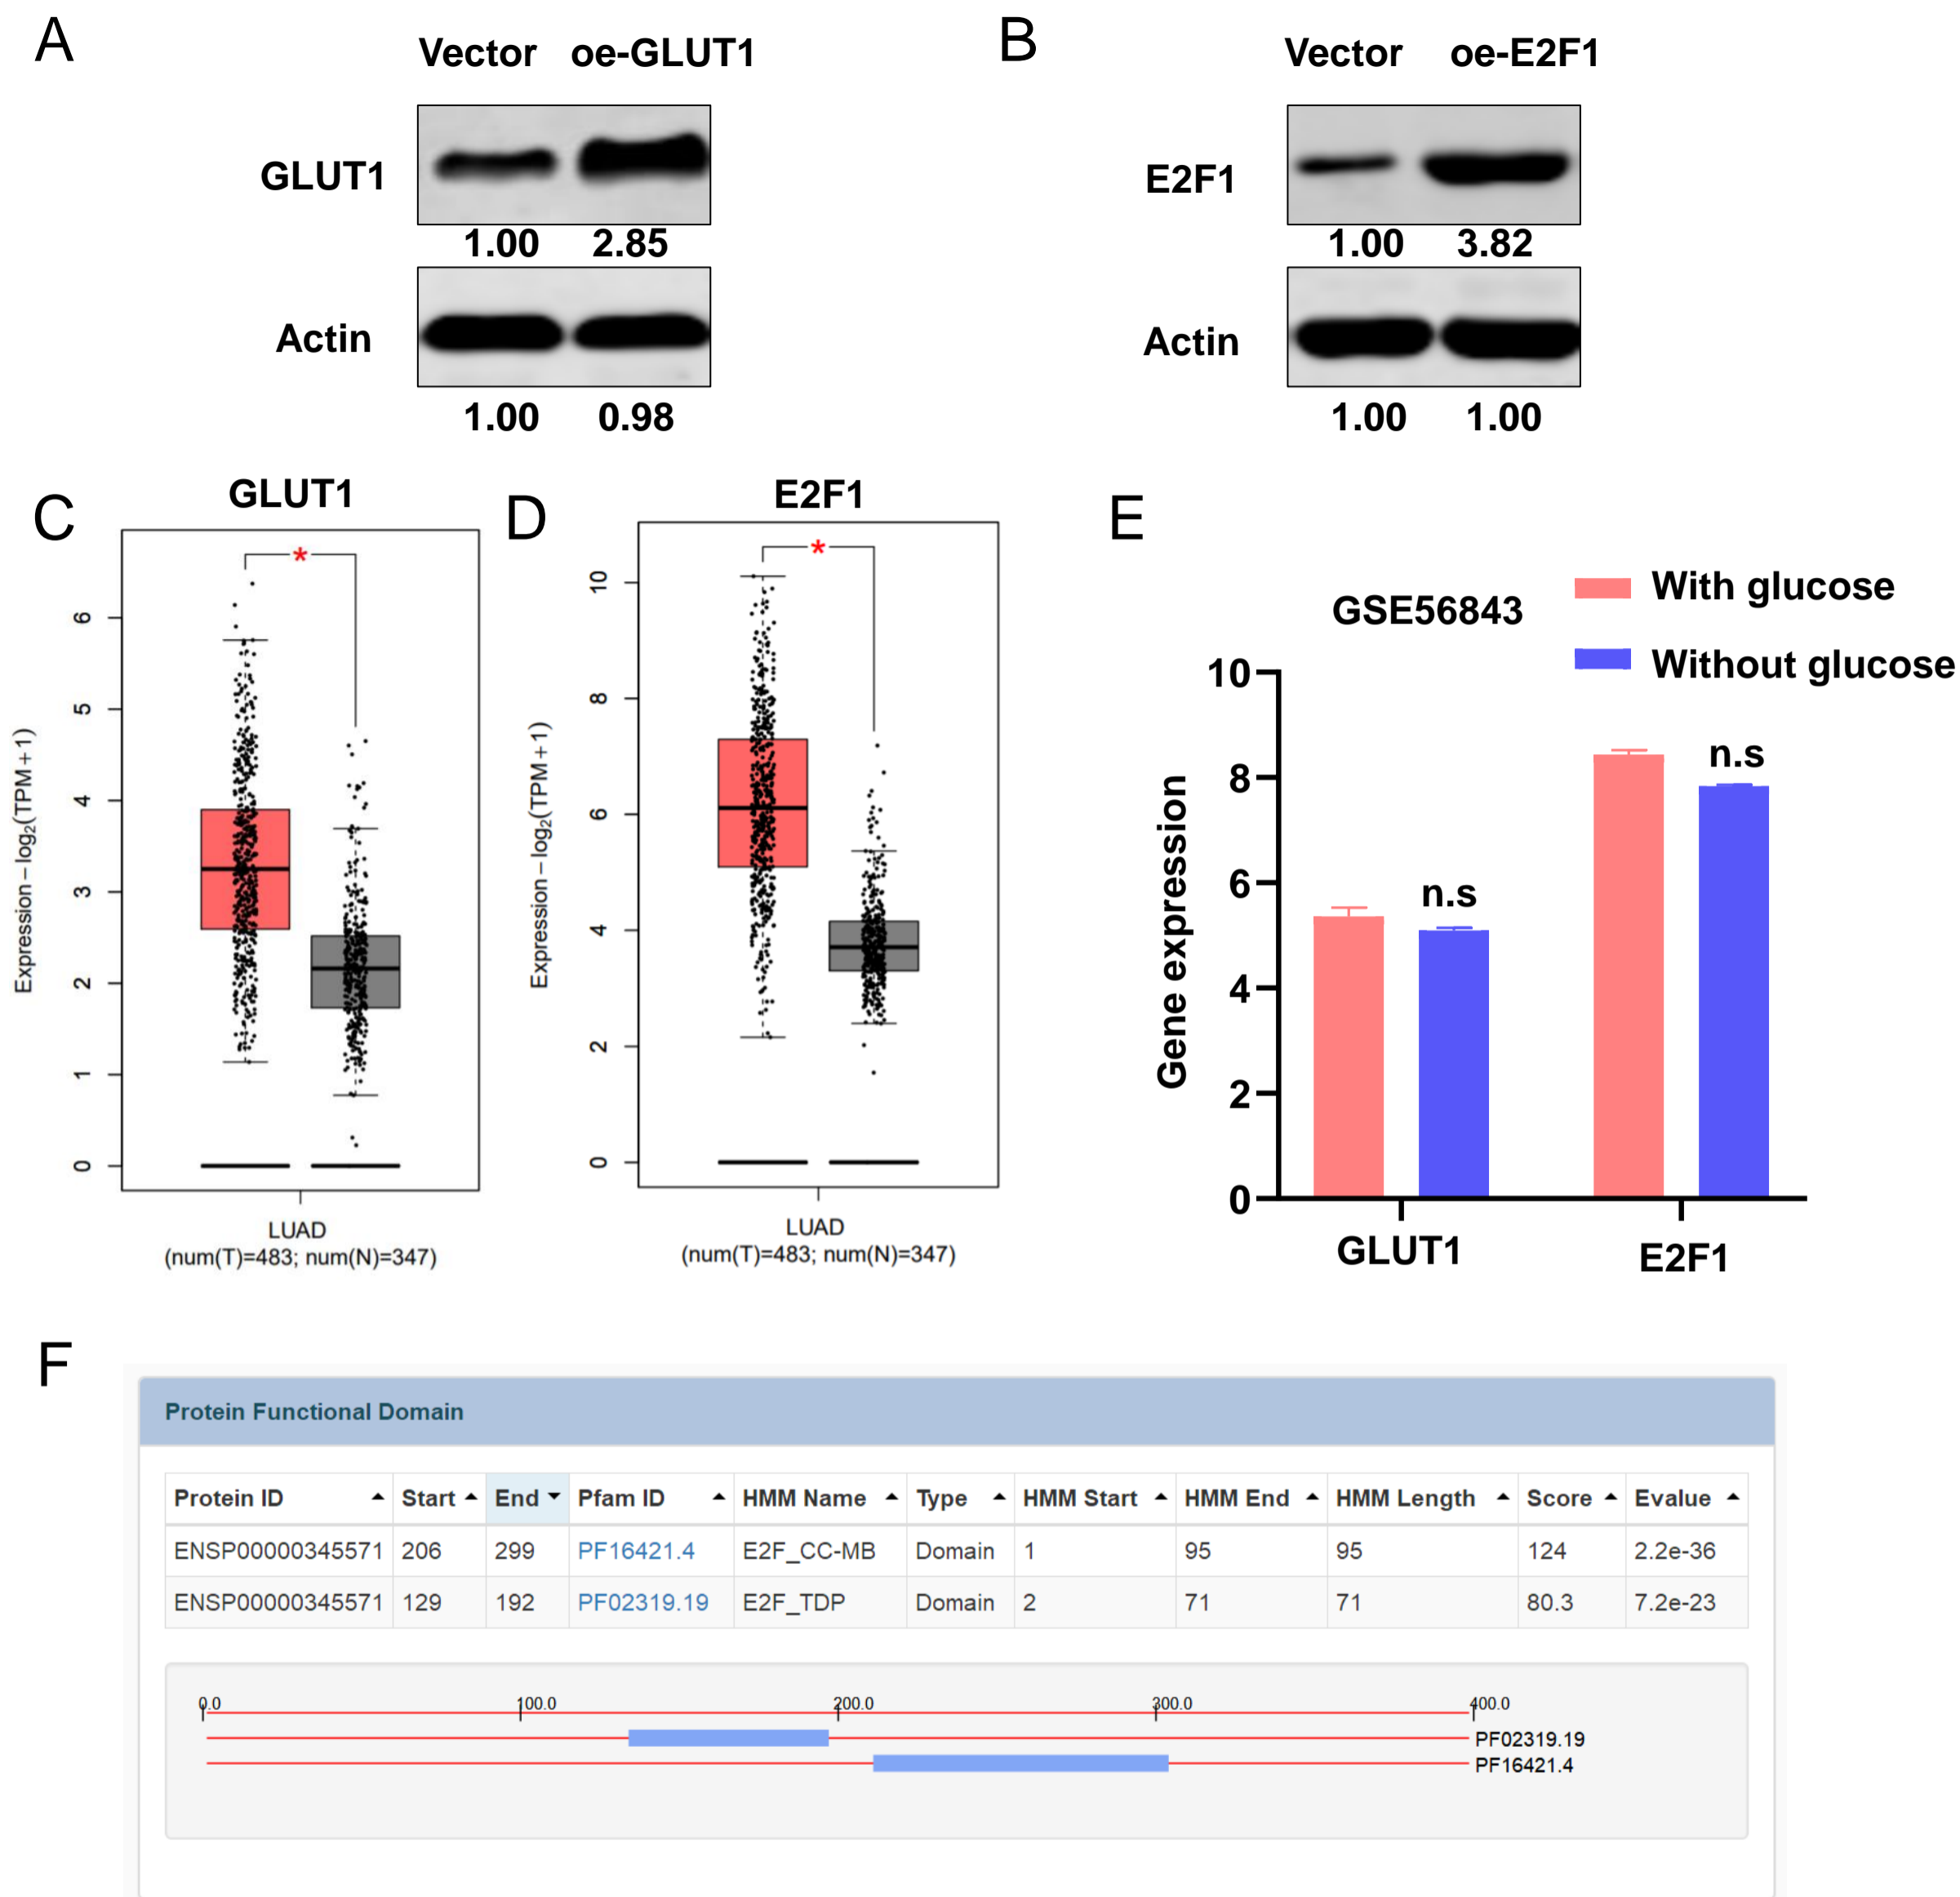 A
Vector oe-GLUT1
GLUT1
1.00 2.85
Actin
1.00 0.98
B
Vector oe-E2F1
E2F1
1.00 3.82
Actin
1.00 1.00
C
GLUT1
*
Expression – log2(TPM + 1)
6
5
4
3
2
1
0
LUAD
(num(T)=483; num(N)=347)
D
E2F1
*
Expression – log2(TPM + 1)
10
8
6
4
2
0
LUAD
(num(T)=483; num(N)=347)
E
GSE56843
With glucose
Without glucose
Gene expression
10
8
6
4
2
0
n.s
n.s
GLUT1 E2F1
F
Protein Functional Domain
Protein ID Start End Pfam ID HMM Name Type HMM Start HMM End HMM Length Score Evalue
ENSP00000345571 206 299 PF16421.4 E2F_CC-MB Domain 1 95 95 124 2.2e-36
ENSP00000345571 129 192 PF02319.19 E2F_TDP Domain 2 71 71 80.3 7.2e-23
0.0 100.0 200.0 300.0 400.0
PF02319.19
PF16421.4